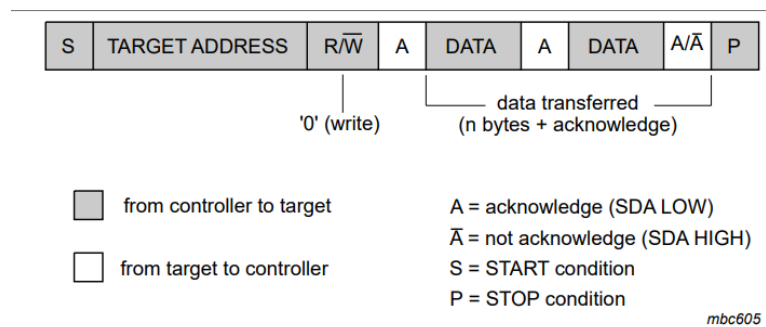 S TARGET ADDRESS R/W̅ A DATA A DATA A/A̅ P
data transferred
'0' (write) (n bytes + acknowledge)
from controller to target
from target to controller
A = acknowledge (SDA LOW)
A̅ = not acknowledge (SDA HIGH)
S = START condition
P = STOP condition
mbc605